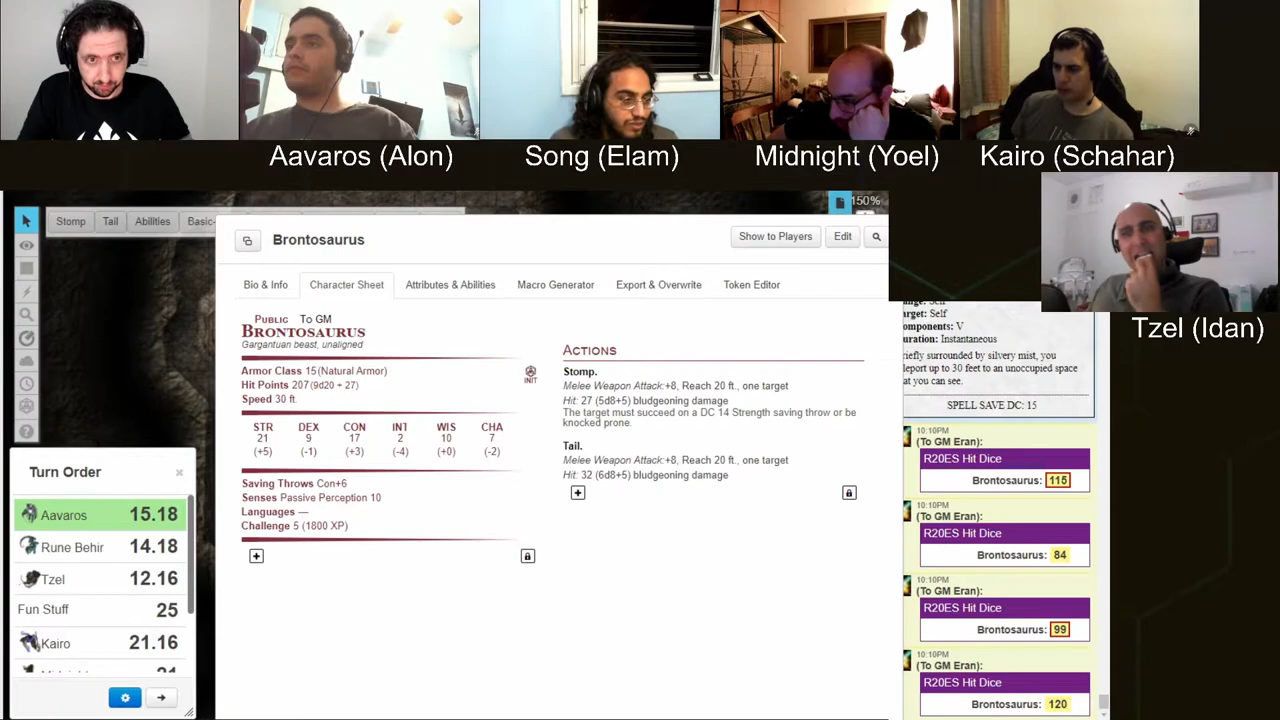 Aavaros (Alon)
Song (Elam)
Midnight (Yoel)
Kairo (Schahar)
Tzel (Idan)
150%
Stomp
Tail
Abilities
Basic-
Brontosaurus
Show to Players
Edit
Bio & Info
Character Sheet
Attributes & Abilities
Macro Generator
Export & Overwrite
Token Editor
PUBLIC To GM
BRONTOSAURUS
Gargantuan beast, unaligned
Armor Class 15 (Natural Armor)
Hit Points 207 (9d20 + 27)
Speed 30 ft.
INIT
STR DEX CON INT WIS CHA
21 9 17 2 10 7
(+5) (-1) (+3) (-4) (+0) (-2)
Saving Throws Con+6
Senses Passive Perception 10
Languages —
Challenge 5 (1800 XP)
ACTIONS
Stomp.
Melee Weapon Attack:+8, Reach 20 ft., one target
Hit: 27 (5d8+5) bludgeoning damage
The target must succeed on a DC 14 Strength saving throw or be
knocked prone.
Tail.
Melee Weapon Attack:+8, Reach 20 ft., one target
Hit: 32 (6d8+5) bludgeoning damage
Turn Order
Aavaros 15.18
Rune Behir 14.18
Tzel 12.16
Fun Stuff 25
Kairo 21.16
arget: Self
omponents: V
uration: Instantaneous
iefly surrounded by silvery mist, you
leport up to 30 feet to an unoccupied space
at you can see.
SPELL SAVE DC: 15
10:10PM
(To GM Eran):
R20ES Hit Dice
Brontosaurus: 115
10:10PM
(To GM Eran):
R20ES Hit Dice
Brontosaurus: 84
10:10PM
(To GM Eran):
R20ES Hit Dice
Brontosaurus: 99
10:10PM
(To GM Eran):
R20ES Hit Dice
Brontosaurus: 120